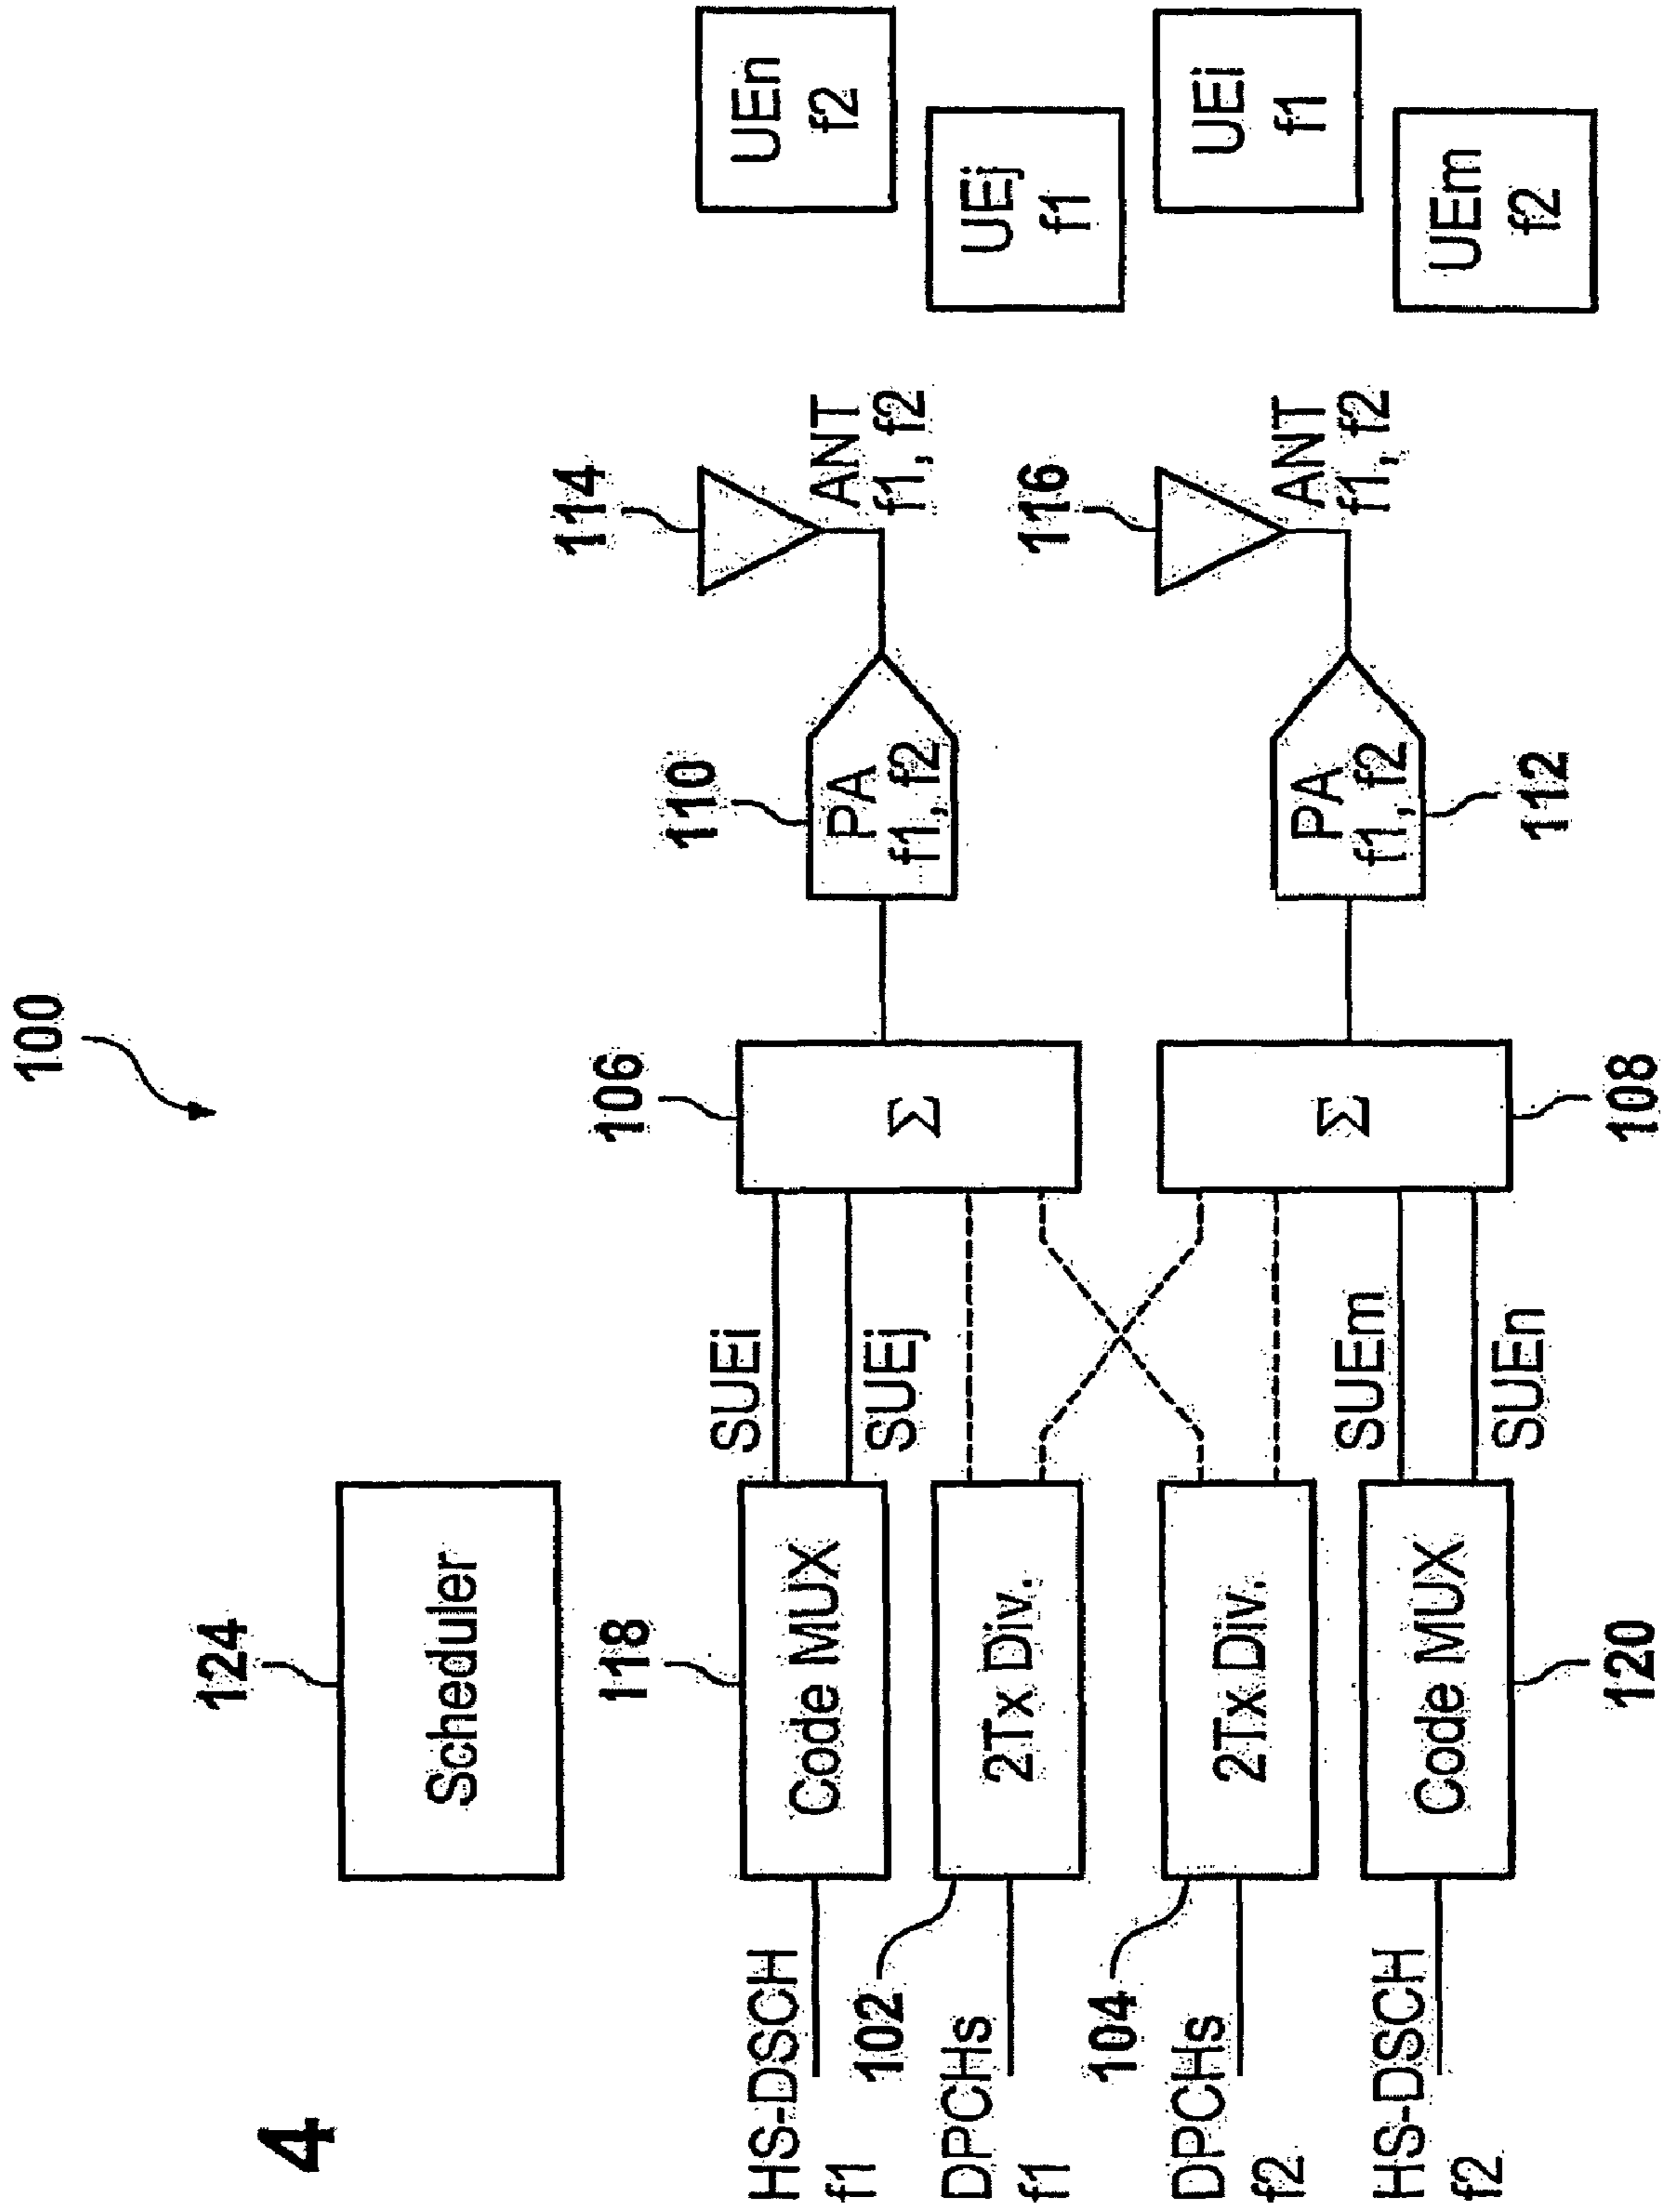 4
100
124
Scheduler
HS-DSCH
f1
118
Code MUX
SUEi
SUEj
106
Σ
110
PA
f1, f2
114
ANT
f1, f2
UEn
f2
102
DPCHs
f1
2Tx Div.
UEj
f1
104
DPCHs
f2
2Tx Div.
116
ANT
f1, f2
UEi
f1
HS-DSCH
f2
Code MUX
120
SUEm
SUEn
Σ
108
PA
f1, f2
112
UEm
f2